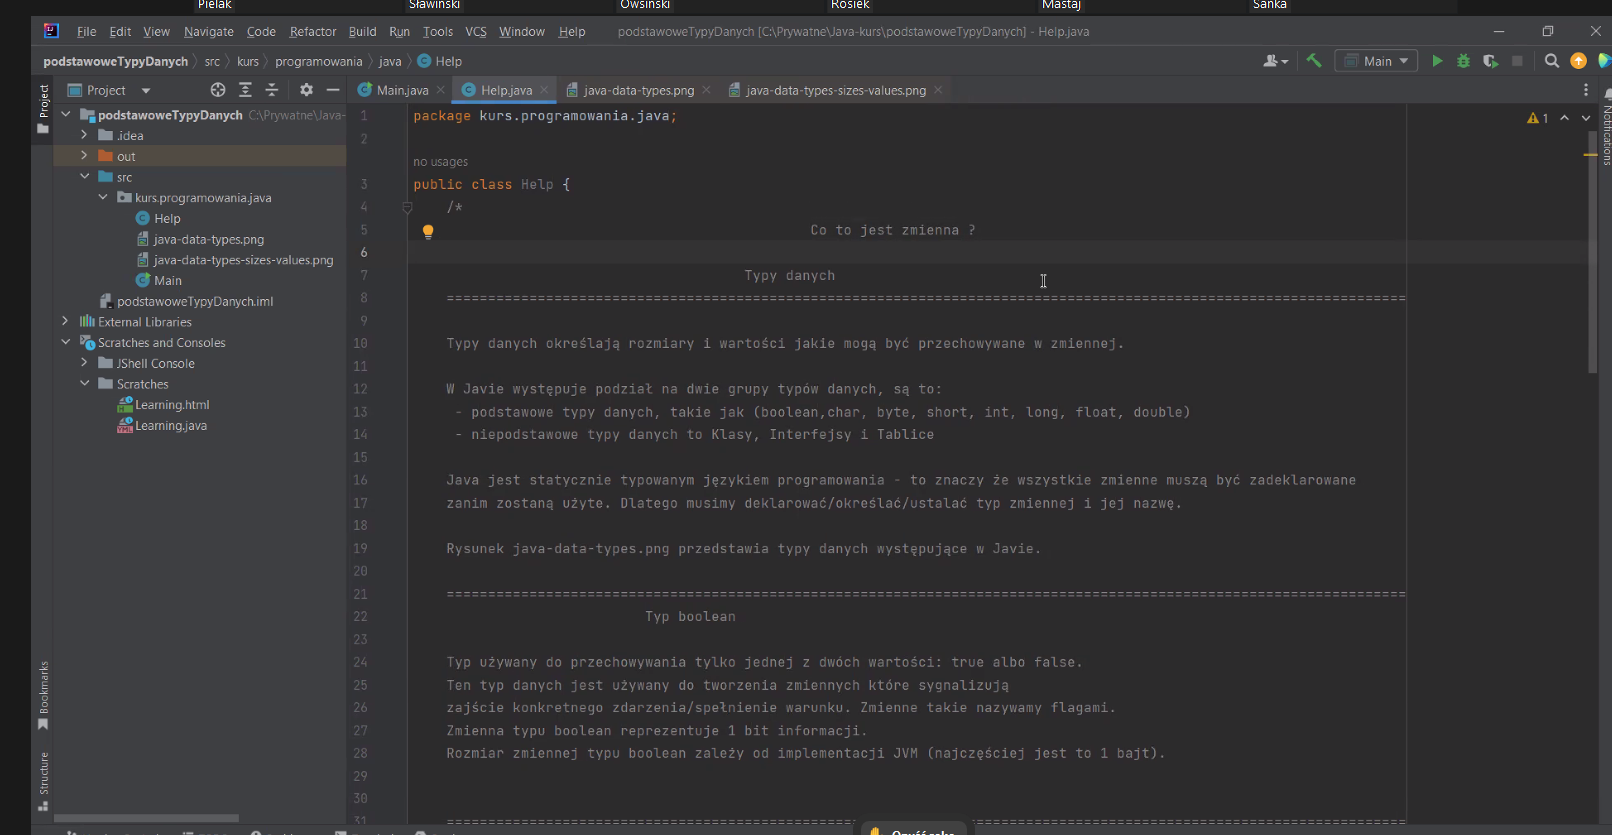 Pielak Sławiński Owsiński Rosiek Mastaj Sanka
File Edit View Navigate Code Refactor Build Run Tools VCS Window Help podstawoweTypyDanych [C:\Prywatne\Java-kurs\podstawoweTypyDanych] - Help.java
podstawoweTypyDanych src kurs programowania java Help Main
Project Project Main.java Help.java java-data-types.png java-data-types-sizes-values.png
Notifications
podstawoweTypyDanych C:\Prywatne\Java-
.idea
out
src
kurs.programowania.java
Help
java-data-types.png
java-data-types-sizes-values.png
Main
podstawoweTypyDanych.iml
External Libraries
Scratches and Consoles
JShell Console
Scratches
Learning.html
Learning.java
Bookmarks
Structure
1 package kurs.programowania.java; 1
2
no usages
3 public class Help {
4 /*
5 Co to jest zmienna ?
6
7 Typy danych
8 ====================================================================================================================
9
10 Typy danych określają rozmiary i wartości jakie mogą być przechowywane w zmiennej.
11
12 W Javie występuje podział na dwie grupy typów danych, są to:
13 - podstawowe typy danych, takie jak (boolean,char, byte, short, int, long, float, double)
14 - niepodstawowe typy danych to Klasy, Interfejsy i Tablice
15
16 Java jest statycznie typowanym językiem programowania - to znaczy że wszystkie zmienne muszą być zadeklarowane
17 zanim zostaną użyte. Dlatego musimy deklarować/określać/ustalać typ zmiennej i jej nazwę.
18
19 Rysunek java-data-types.png przedstawia typy danych występujące w Javie.
20
21 ====================================================================================================================
22 Typ boolean
23
24 Typ używany do przechowywania tylko jednej z dwóch wartości: true albo false.
25 Ten typ danych jest używany do tworzenia zmiennych które sygnalizują
26 zajście konkretnego zdarzenia/spełnienie warunku. Zmienne takie nazywamy flagami.
27 Zmienna typu boolean reprezentuje 1 bit informacji.
28 Rozmiar zmiennej typu boolean zależy od implementacji JVM (najczęściej jest to 1 bajt).
29
30
31 ====================================================================================================================